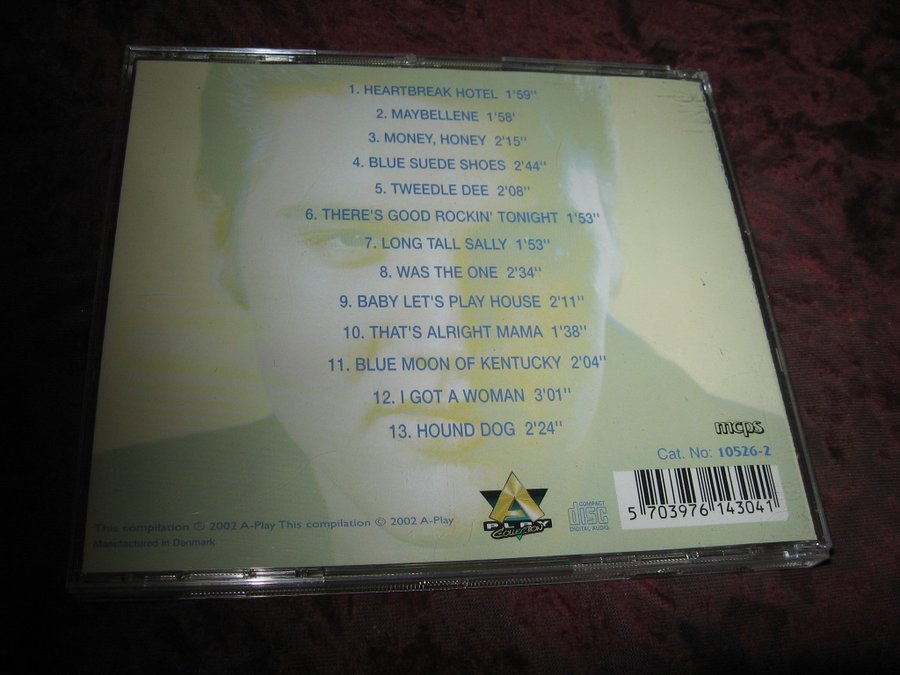 1. HEARTBREAK HOTEL 1'59"
2. MAYBELLENE 1'58'
3. MONEY, HONEY 2'15"
4. BLUE SUEDE SHOES 2'44"
5. TWEEDLE DEE 2'08"
6. THERE'S GOOD ROCKIN' TONIGHT 1'53"
7. LONG TALL SALLY 1'53"
8. WAS THE ONE 2'34"
9. BABY LET'S PLAY HOUSE 2'11"
10. THAT'S ALRIGHT MAMA 1'38"
11. BLUE MOON OF KENTUCKY 2'04"
12. I GOT A WOMAN 3'01"
13. HOUND DOG 2'24"
mcps
Cat. No: 10526-2
5 703976 143041
A
PLAY
COLLECTION
COMPACT
disc
DIGITAL AUDIO
This compilation ℗ 2002 A-Play This compilation © 2002 A-Play
Manufactured in Denmark